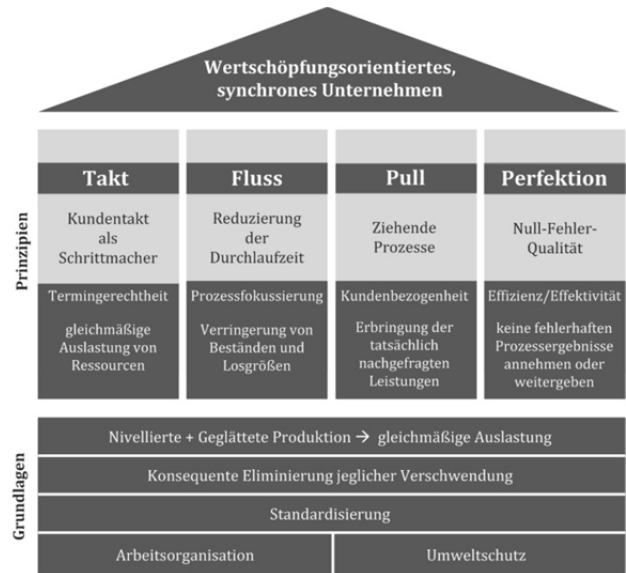 Wertschöpfungsorientiertes,
synchrones Unternehmen
Prinzipien
Takt
Kundentakt
als
Schrittmacher
Termingerechtheit
gleichmäßige
Auslastung von
Ressourcen
Fluss
Reduzierung
der
Durchlaufzeit
Prozessfokussierung
Verringerung von
Beständen und
Losgrößen
Pull
Ziehende
Prozesse
Kundenbezogenheit
Erbringung der
tatsächlich
nachgefragten
Leistungen
Perfektion
Null-Fehler-
Qualität
Effizienz/Effektivität
keine fehlerhaften
Prozessergebnisse
annehmen oder
weitergeben
Grundlagen
Nivellierte + Geglättete Produktion → gleichmäßige Auslastung
Konsequente Eliminierung jeglicher Verschwendung
Standardisierung
Arbeitsorganisation
Umweltschutz